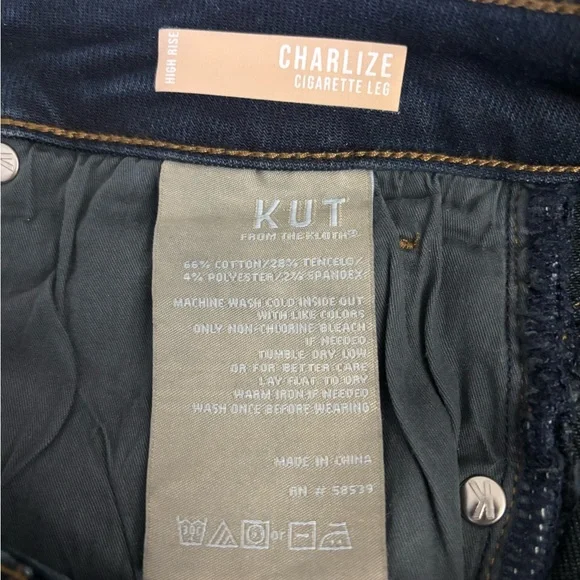 HIGH RISE
CHARLIZE
CIGARETTE LEG
KUT
FROM THE KLOTH®
66% COTTON/28% TENCEL®/
4% POLYESTER/2% SPANDEX
MACHINE WASH COLD INSIDE OUT
WITH LIKE COLORS
ONLY NON-CHLORINE BLEACH
IF NEEDED.
TUMBLE DRY LOW
OR FOR BETTER CARE
LAY FLAT TO DRY
WARM IRON IF NEEDED
WASH ONCE BEFORE WEARING
MADE IN CHINA
RN # 58539
or
K
K